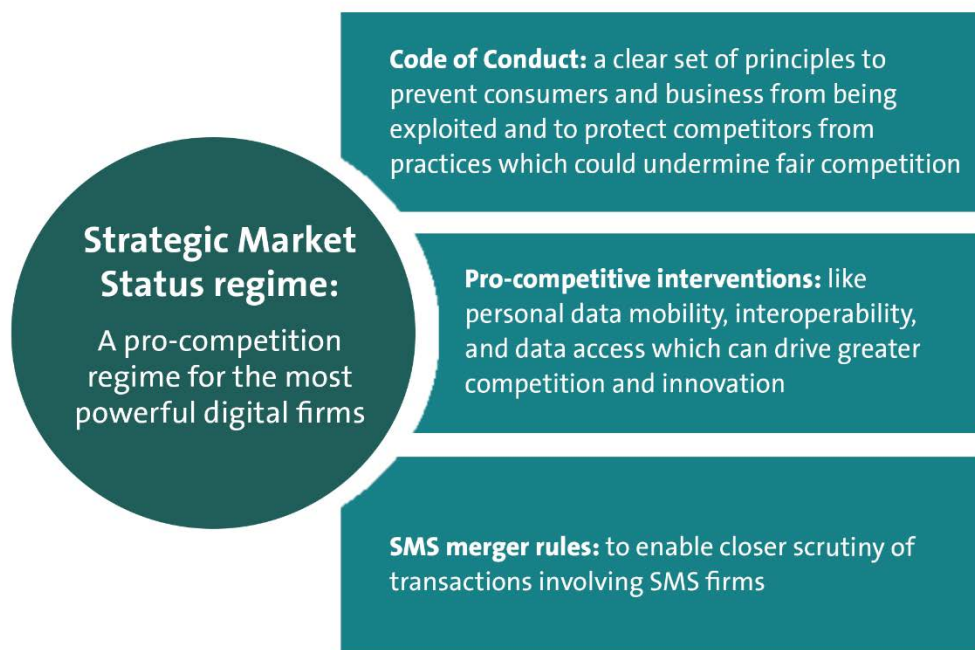 Strategic Market
Status regime:
A pro-competition
regime for the most
powerful digital firms
Code of Conduct: a clear set of principles to
prevent consumers and business from being
exploited and to protect competitors from
practices which could undermine fair competition
Pro-competitive interventions: like
personal data mobility, interoperability,
and data access which can drive greater
competition and innovation
SMS merger rules: to enable closer scrutiny of
transactions involving SMS firms